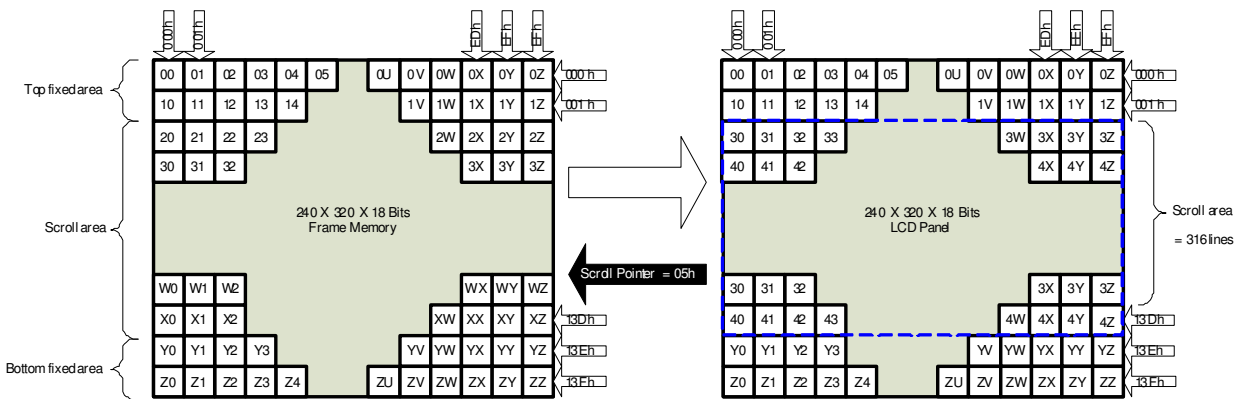 000h 001h EDh EFh EFh 000h 001h EDh EEh EFh
00 01 02 03 04 05 0U 0V 0W 0X 0Y 0Z 000h 00 01 02 03 04 05 0U 0V 0W 0X 0Y 0Z 000h
Top fixed area
10 11 12 13 14 1V 1W 1X 1Y 1Z 001h 10 11 12 13 14 1V 1W 1X 1Y 1Z 001h
20 21 22 23 2W 2X 2Y 2Z 30 31 32 33 3W 3X 3Y 3Z
30 31 32 3X 3Y 3Z 40 41 42 4X 4Y 4Z
240 X 320 X 18 Bits
Frame Memory
240 X 320 X 18 Bits
LCD Panel
Scroll area
Scroll area
= 316 lines
Scroll Pointer = 05h
W0 W1 W2 WX WY WZ 30 31 32 3X 3Y 3Z
X0 X1 X2 XW XX XY XZ 13Dh 40 41 42 43 4W 4X 4Y 4Z 13Dh
Y0 Y1 Y2 Y3 YV YW YX YY YZ 13Eh Y0 Y1 Y2 Y3 YV YW YX YY YZ 13Eh
Bottom fixed area
Z0 Z1 Z2 Z3 Z4 ZU ZV ZW ZX ZY ZZ 13Fh Z0 Z1 Z2 Z3 Z4 ZU ZV ZW ZX ZY ZZ 13Fh